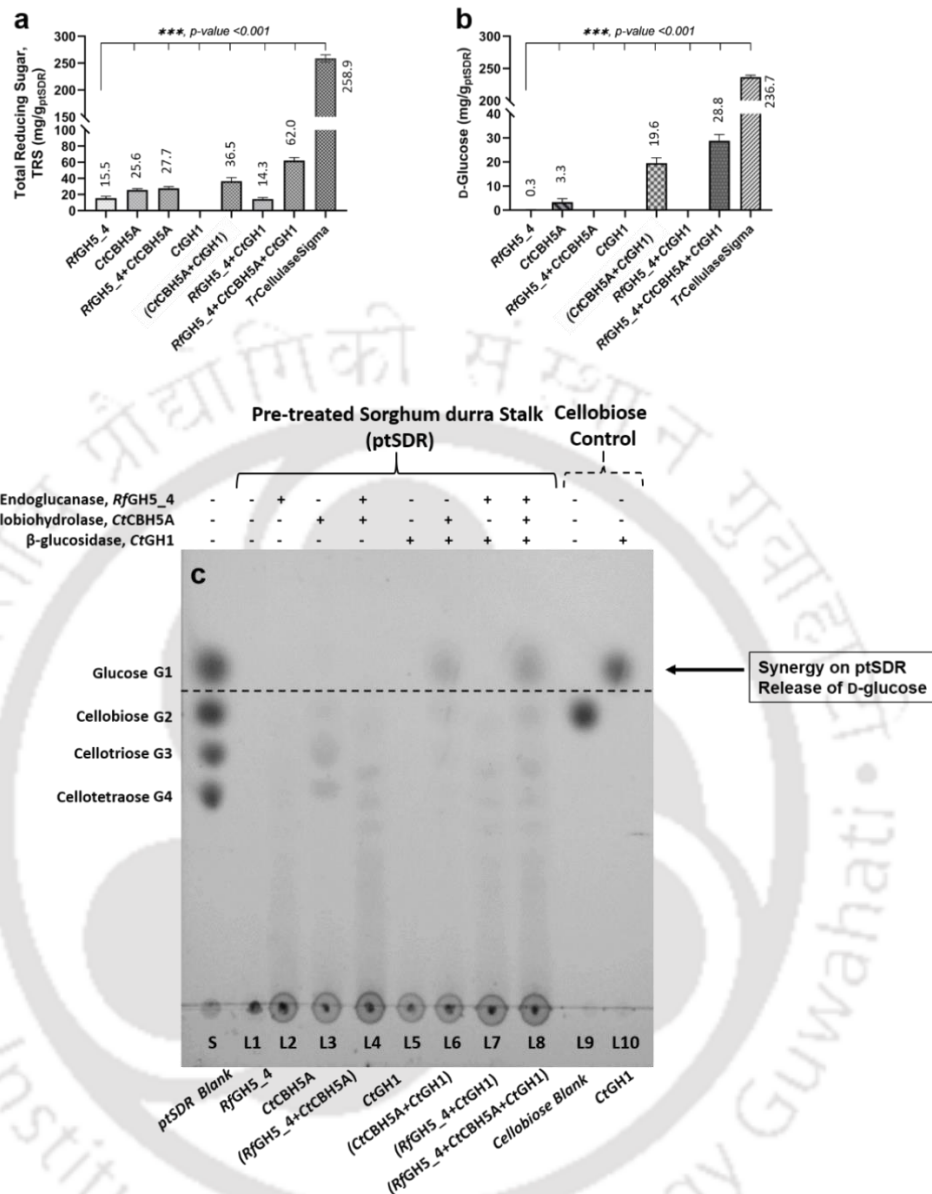 a
***, p-value <0.001
Total Reducing Sugar,
TRS (mg/gptSDR)
300
250
200
150
100
80
60
40
20
0
15.5
25.6
27.7
36.5
14.3
62.0
258.9
RfGH5_4
CtCBH5A
RfGH5_4+CtCBH5A
CtGH1
(CtCBH5A+CtGH1)
RfGH5_4+CtGH1
RfGH5_4+CtCBH5A+CtGH1
TrCellulaseSigma
b
***, p-value <0.001
D-Glucose (mg/gptSDR)
300
250
200
40
30
20
10
0
0.3
3.3
19.6
28.8
236.7
RfGH5_4
CtCBH5A
RfGH5_4+CtCBH5A
CtGH1
(CtCBH5A+CtGH1)
RfGH5_4+CtGH1
RfGH5_4+CtCBH5A+CtGH1
TrCellulaseSigma
Pre-treated Sorghum durra Stalk
(ptSDR)
Cellobiose
Control
Endoglucanase, RfGH5_4 - - + - + - - + + - -
lobiohydrolase, CtCBH5A - - - + + - + - + - -
β-glucosidase, CtGH1 - - - - - + + + + - +
c
Glucose G1
Cellobiose G2
Cellotriose G3
Cellotetraose G4
Synergy on ptSDR
Release of D-glucose
S L1 L2 L3 L4 L5 L6 L7 L8 L9 L10
ptSDR Blank
RfGH5_4
CtCBH5A
(RfGH5_4+CtCBH5A)
CtGH1
(CtCBH5A+CtGH1)
(RfGH5_4+CtGH1)
(RfGH5_4+CtCBH5A+CtGH1)
Cellobiose Blank
CtGH1
Guwahati